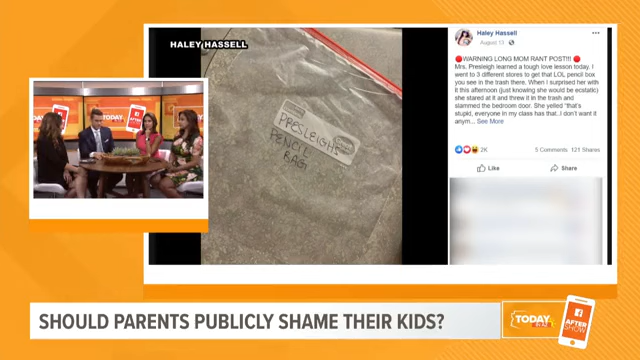 HALEY HASSELL
PRESLEIGH
PENCIL
BAG
Haley Hassell
August 13
🔴WARNING LONG MOM RANT POST!!! 🔴
Mrs. Presleigh learned a tough love lesson today, I
went to 3 different stores to get that LOL pencil box
you see in the trash there. When I surprised her with
it this afternoon (just knowing she would be ecstatic)
she stared at it and threw it in the trash and
slammed the bedroom door. She yelled "that's
stupid, everyone in my class has that..I don't want it
anym... See More
2K
5 Comments 121 Shares
Like Share
TODAY
AFTER
SHOW
SHOULD PARENTS PUBLICLY SHAME THEIR KIDS?
TODAY
AFTER
SHOW